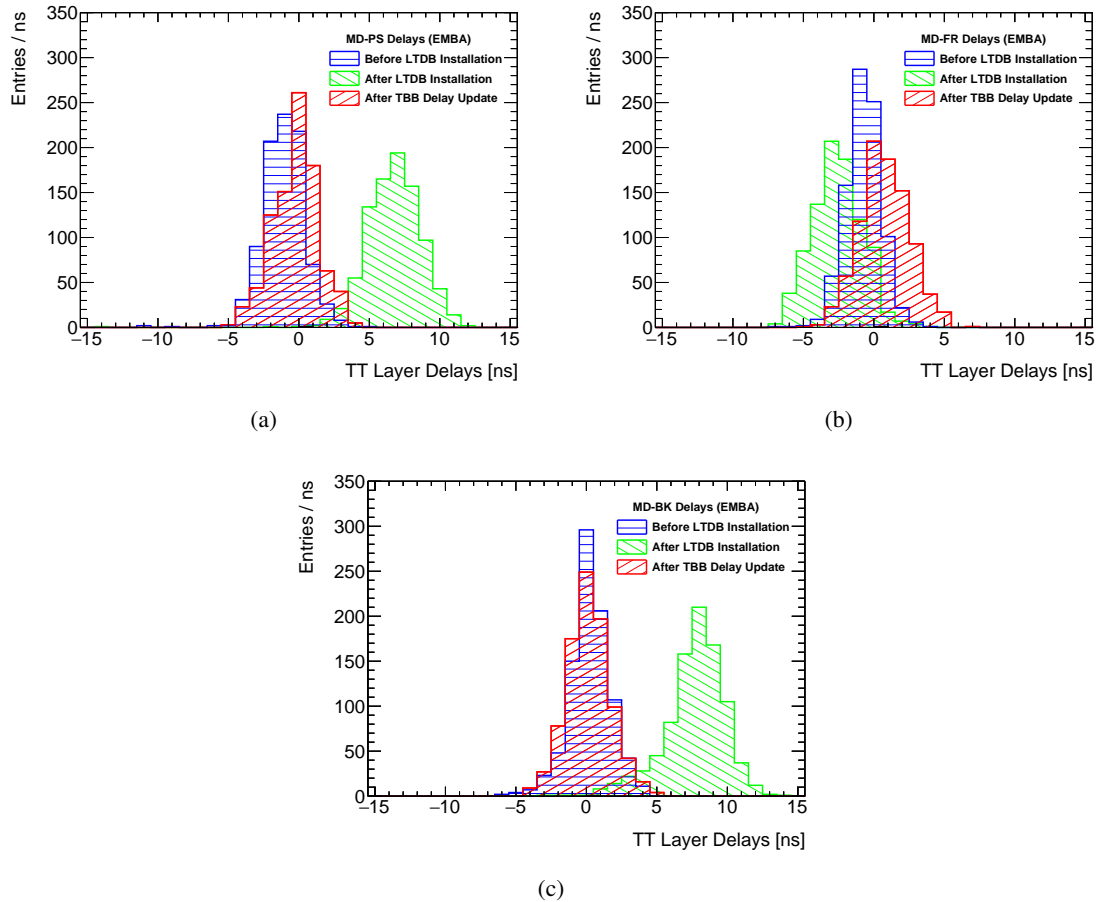 350
300
250
200
150
100
50
0
Entries / ns
MD-PS Delays (EMBA)
Before LTDB Installation
After LTDB Installation
After TBB Delay Update
−15 −10 −5 0 5 10 15
TT Layer Delays [ns]
(a)
350
300
250
200
150
100
50
0
Entries / ns
MD-FR Delays (EMBA)
Before LTDB Installation
After LTDB Installation
After TBB Delay Update
−15 −10 −5 0 5 10 15
TT Layer Delays [ns]
(b)
350
300
250
200
150
100
50
0
Entries / ns
MD-BK Delays (EMBA)
Before LTDB Installation
After LTDB Installation
After TBB Delay Update
−15 −10 −5 0 5 10 15
TT Layer Delays [ns]
(c)